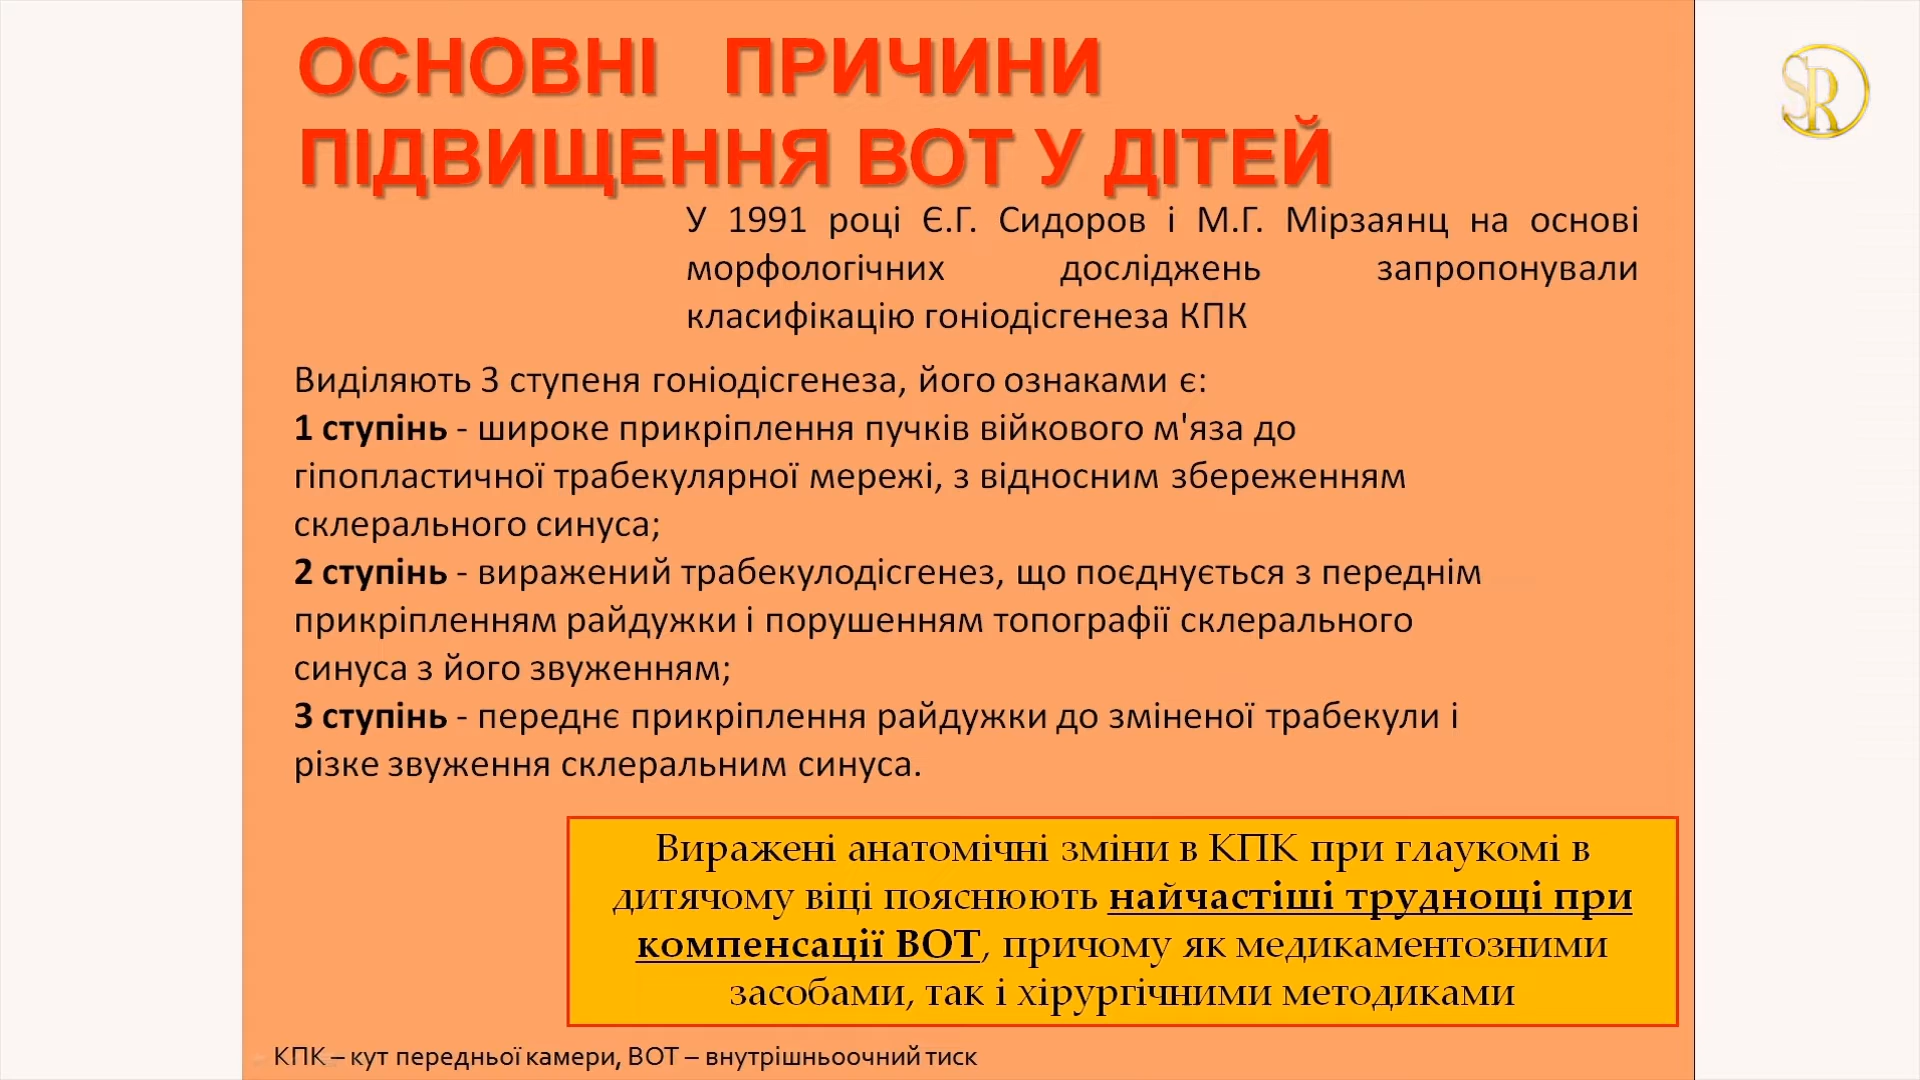 ОСНОВНІ ПРИЧИНИ
ПІДВИЩЕННЯ ВОТ У ДІТЕЙ
SR
У 1991 році Є.Г. Сидоров і М.Г. Мірзаянц на основі
морфологічних досліджень запропонували
класифікацію гоніодісгенеза КПК
Виділяють 3 ступеня гоніодісгенеза, його ознаками є:
1 ступінь - широке прикріплення пучків війкового м'яза до
гіпопластичної трабекулярної мережі, з відносним збереженням
склерального синуса;
2 ступінь - виражений трабекулодісгенез, що поєднується з переднім
прикріпленням райдужки і порушенням топографії склерального
синуса з його звуженням;
3 ступінь - переднє прикріплення райдужки до зміненої трабекули і
різке звуження склеральним синуса.
Виражені анатомічні зміни в КПК при глаукомі в
дитячому віці пояснюють найчастіші труднощі при
компенсації ВОТ, причому як медикаментозними
засобами, так і хірургічними методиками
КПК – кут передньої камери, ВОТ – внутрішньоочний тиск